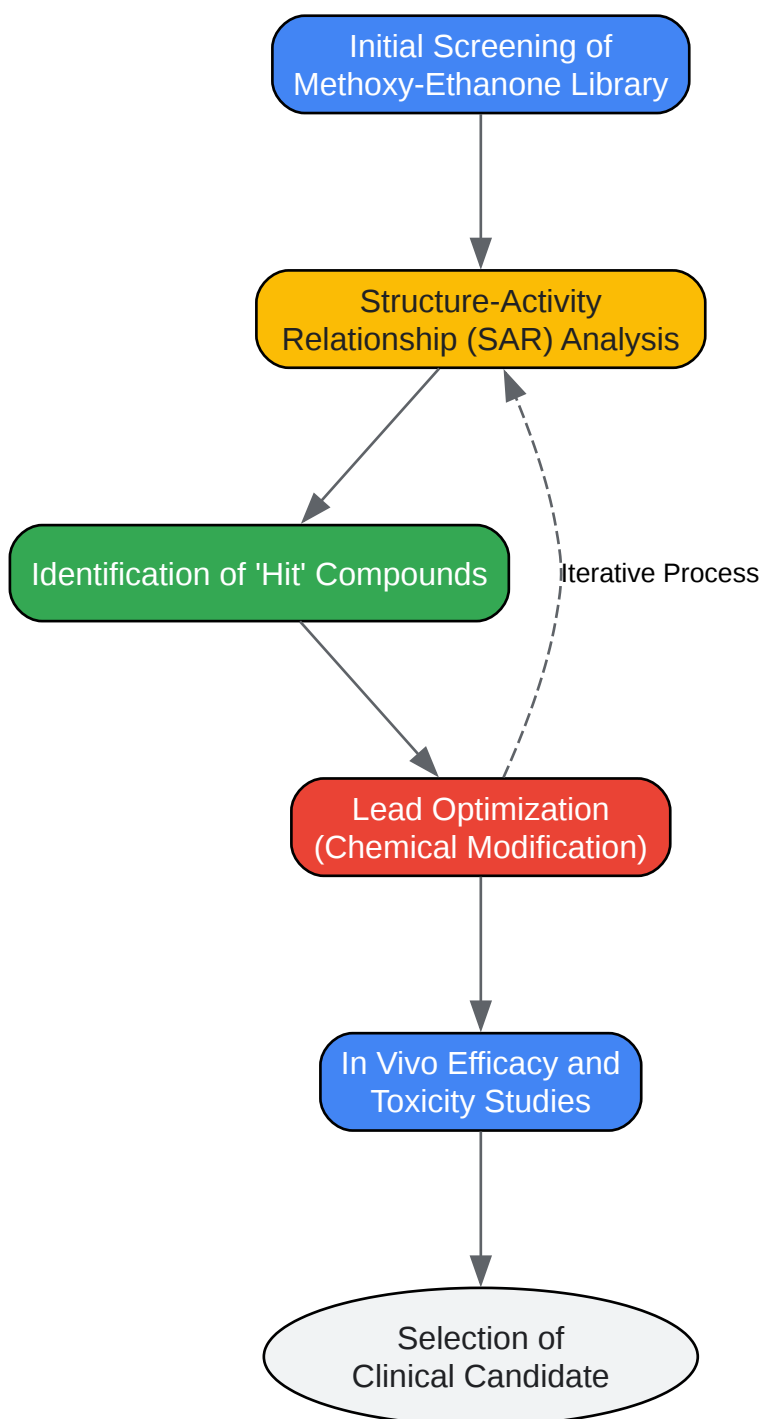 Initial Screening of
Methoxy-Ethanone Library
Structure-Activity
Relationship (SAR) Analysis
Identification of 'Hit' Compounds
Iterative Process
Lead Optimization
(Chemical Modification)
In Vivo Efficacy and
Toxicity Studies
Selection of
Clinical Candidate